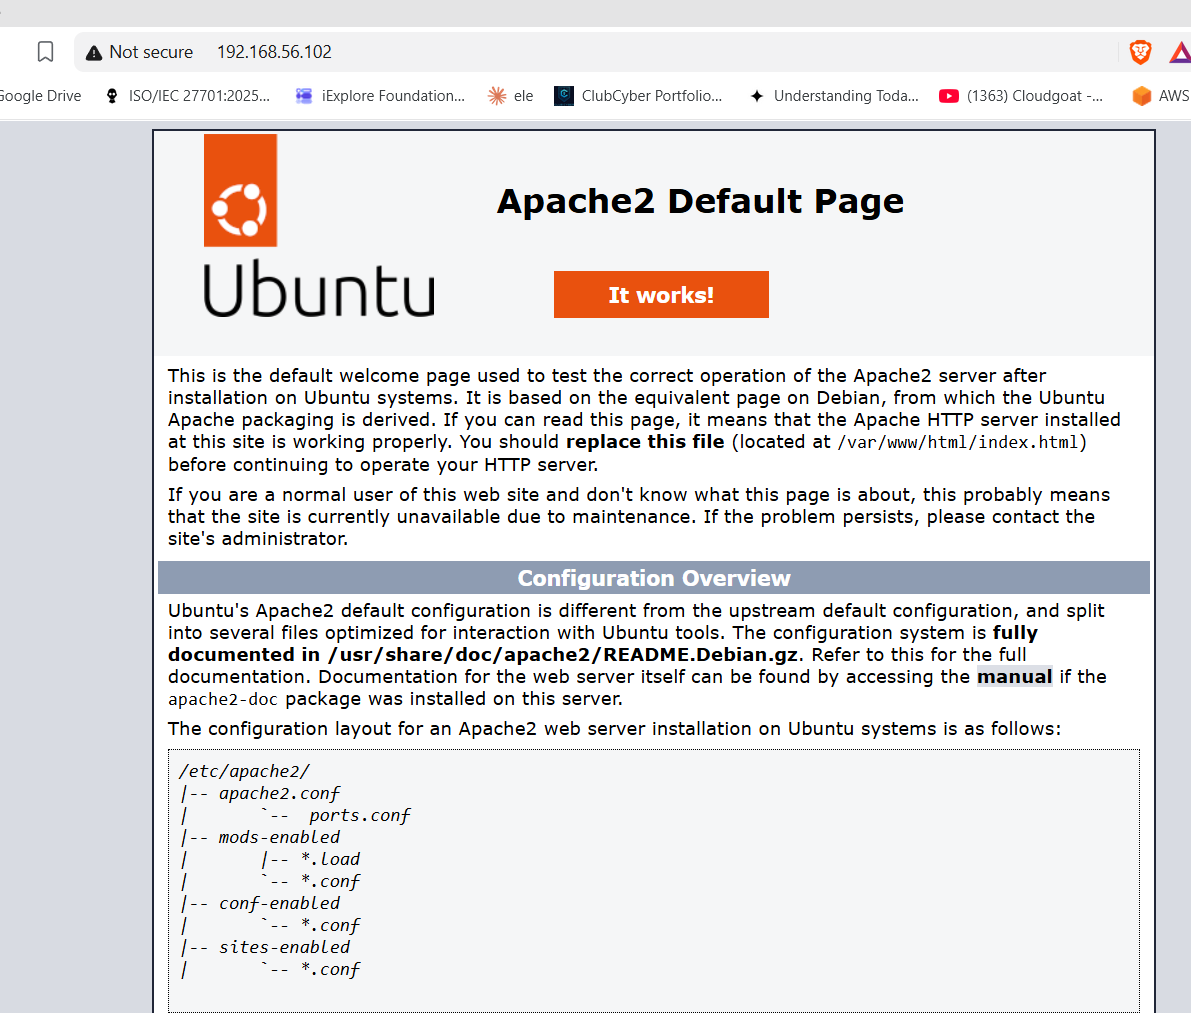 Not secure 192.168.56.102
Google Drive ISO/IEC 27701:2025... iExplore Foundation... ele ClubCyber Portfolio... Understanding Toda... (1363) Cloudgoat -... AWS
Ubuntu
Apache2 Default Page
It works!
This is the default welcome page used to test the correct operation of the Apache2 server after
installation on Ubuntu systems. It is based on the equivalent page on Debian, from which the Ubuntu
Apache packaging is derived. If you can read this page, it means that the Apache HTTP server installed
at this site is working properly. You should replace this file (located at /var/www/html/index.html)
before continuing to operate your HTTP server.
If you are a normal user of this web site and don't know what this page is about, this probably means
that the site is currently unavailable due to maintenance. If the problem persists, please contact the
site's administrator.
Configuration Overview
Ubuntu's Apache2 default configuration is different from the upstream default configuration, and split
into several files optimized for interaction with Ubuntu tools. The configuration system is fully
documented in /usr/share/doc/apache2/README.Debian.gz. Refer to this for the full
documentation. Documentation for the web server itself can be found by accessing the manual if the
apache2-doc package was installed on this server.
The configuration layout for an Apache2 web server installation on Ubuntu systems is as follows:
/etc/apache2/
|-- apache2.conf
|       `--  ports.conf
|-- mods-enabled
|       |-- *.load
|       `-- *.conf
|-- conf-enabled
|       `-- *.conf
|-- sites-enabled
|       `-- *.conf